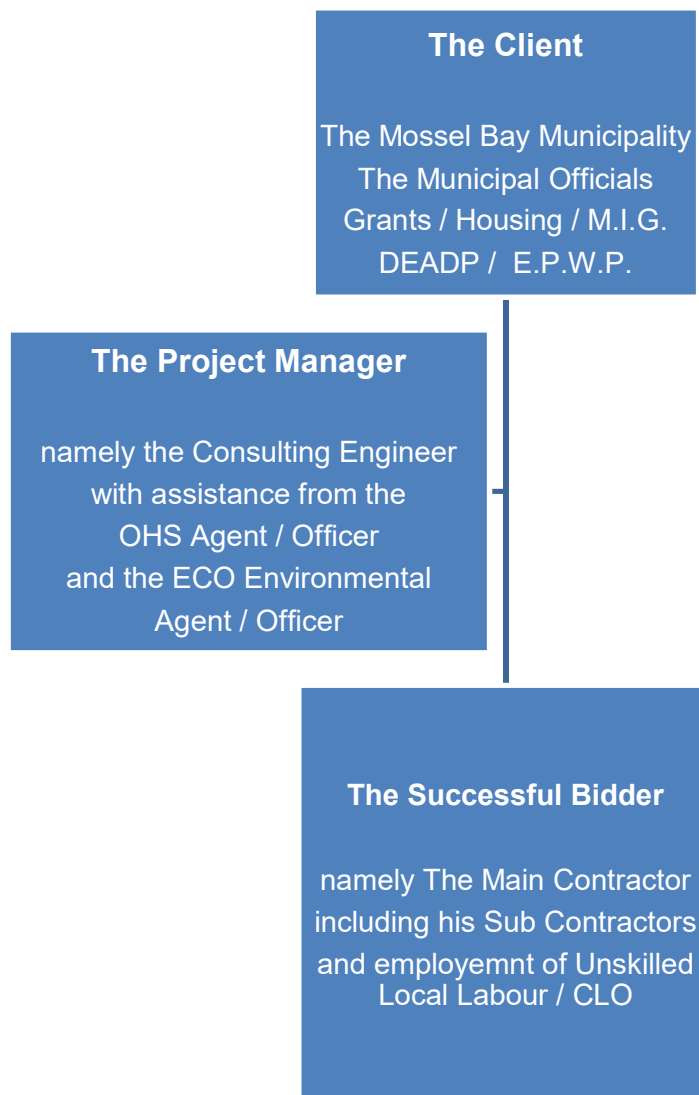 The Client
The Mossel Bay Municipality
The Municipal Officials
Grants / Housing / M.I.G.
DEADP / E.P.W.P.
The Project Manager
namely the Consulting Engineer
with assistance from the
OHS Agent / Officer
and the ECO Environmental
Agent / Officer
The Successful Bidder
namely The Main Contractor
including his Sub Contractors
and employemnt of Unskilled
Local Labour / CLO